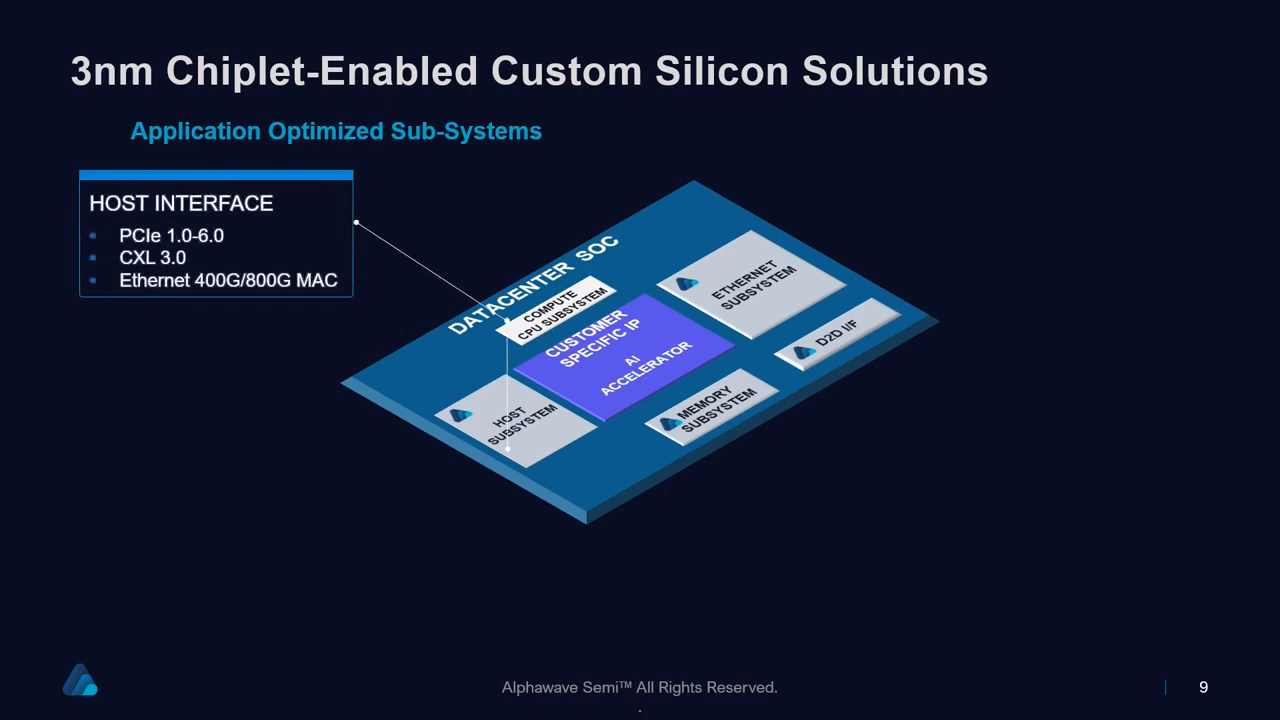 3nm Chiplet-Enabled Custom Silicon Solutions
Application Optimized Sub-Systems
HOST INTERFACE
PCIe 1.0-6.0
CXL 3.0
Ethernet 400G/800G MAC
DATACENTER SOC
COMPUTE
CPU SUBSYSTEM
CUSTOMER
SPECIFIC IP
AI
ACCELERATOR
ETHERNET
SUBSYSTEM
D2D I/F
MEMORY
SUBSYSTEM
HOST
SUBSYSTEM
Alphawave Semi™ All Rights Reserved.
.
9